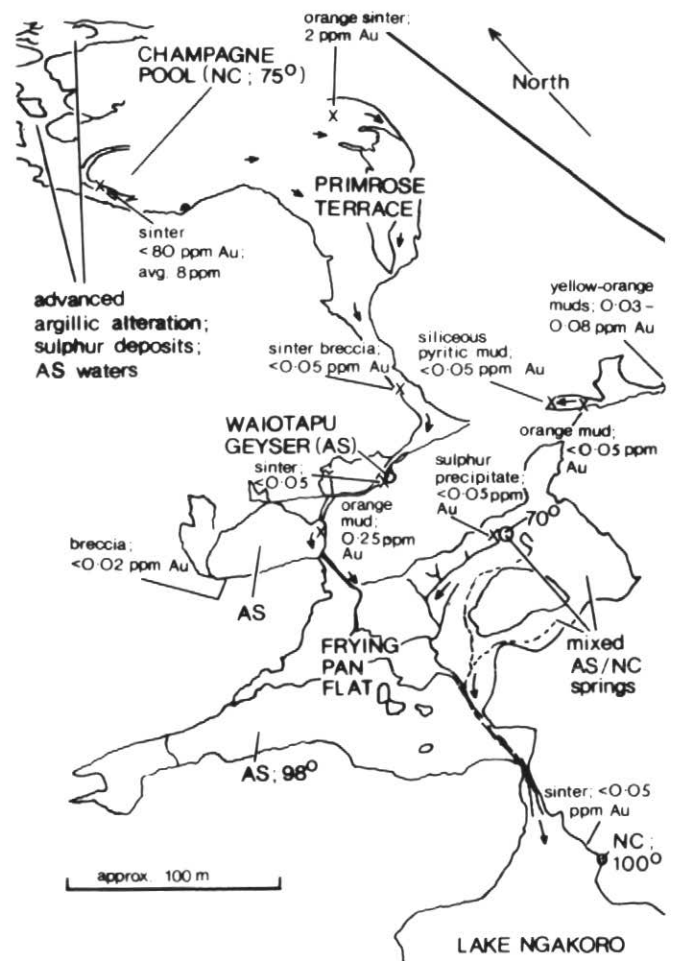 orange sinter;
2 ppm Au
CHAMPAGNE
POOL (NC; 75°)
North
PRIMROSE
TERRACE
sinter
<80 ppm Au;
avg. 8ppm
advanced
argillic alteration;
sulphur deposits;
AS waters
yellow-orange
muds; 0·03–
0·08 ppm Au
siliceous
pyritic mud;
<0·05 ppm
Au
sinter breccia;
<0·05 ppm Au
orange mud;
<0·05 ppm
Au
WAIOTAPU
GEYSER (AS)
sinter;
<0·05
sulphur
precipitate;
<0·05 ppm
Au
70°
orange
mud;
0·25 ppm
Au
breccia;
<0·02 ppm Au
AS
mixed
AS/NC
springs
FRYING
PAN
FLAT
AS; 98°
sinter; <0·05
ppm Au
NC;
100°
approx. 100 m
LAKE NGAKORO